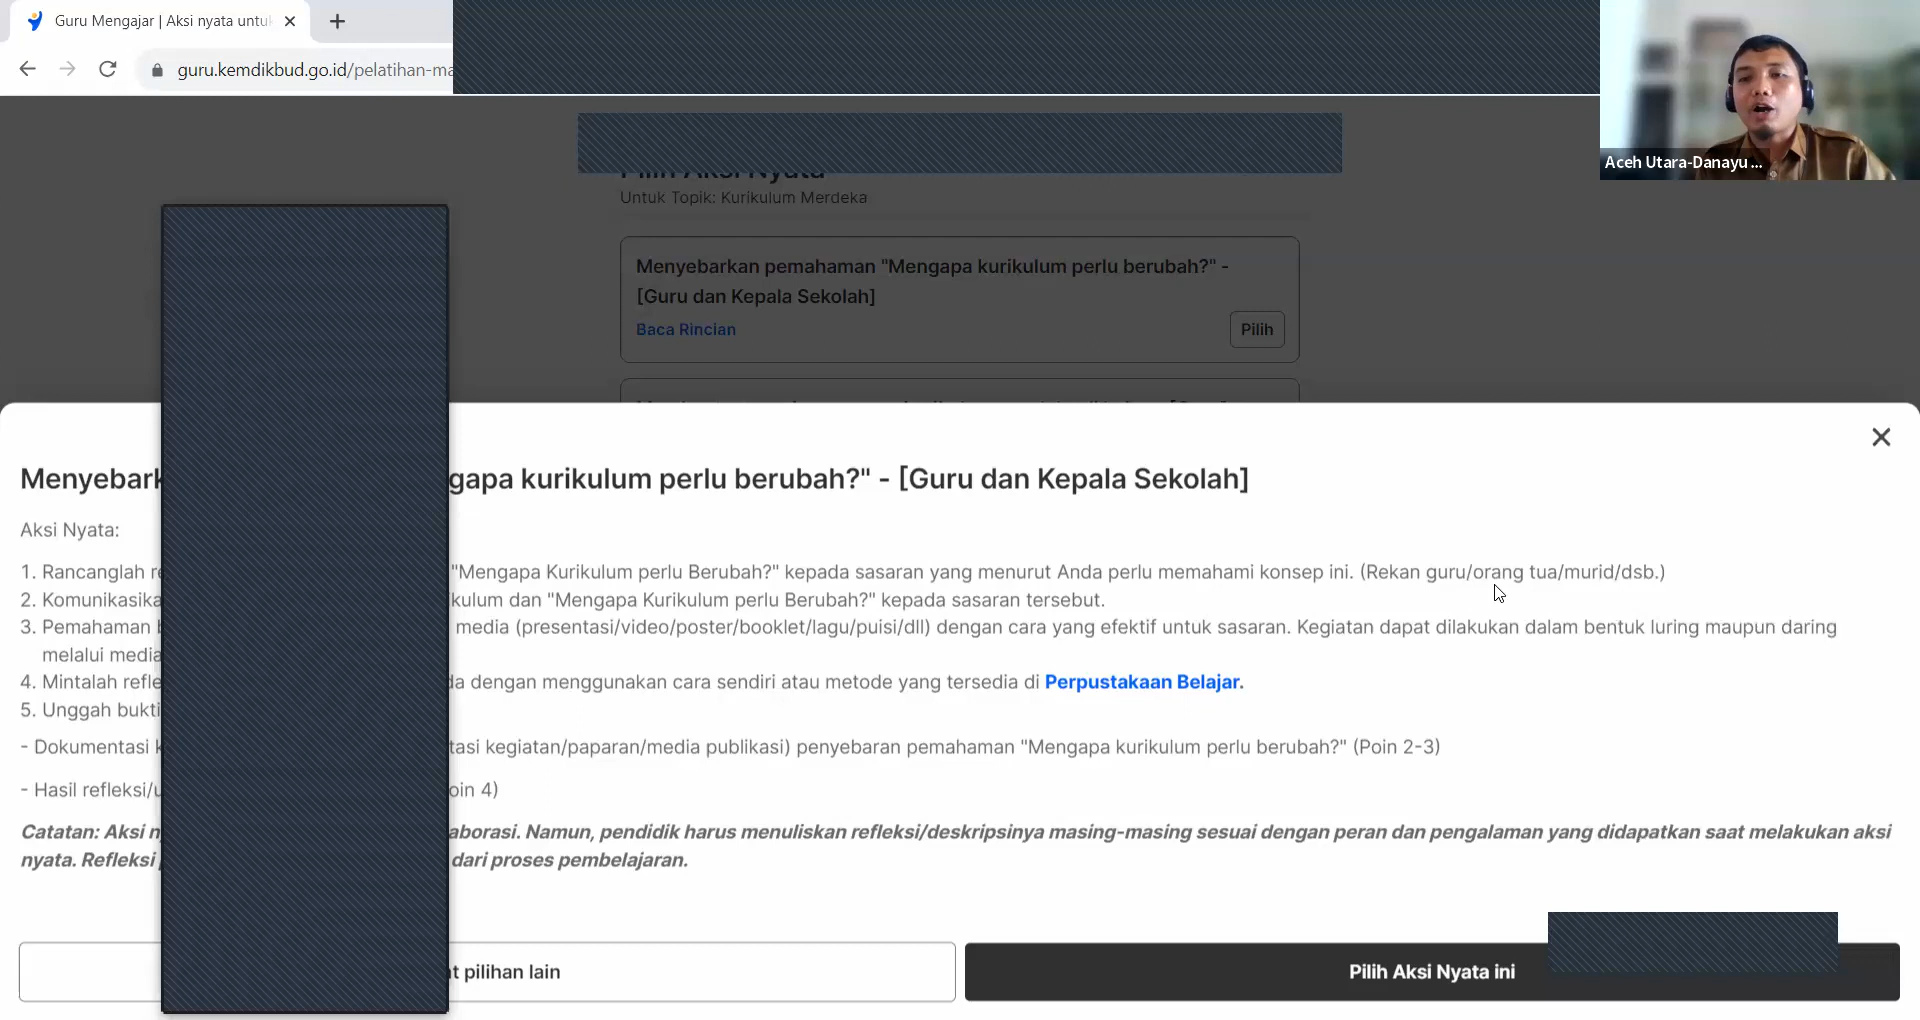 Guru Mengajar | Aksi nyata untuk
guru.kemdikbud.go.id/pelatihan-ma
Aceh Utara-Danayu ...
Pilih Aksi Nyata
Untuk Topik: Kurikulum Merdeka
Menyebarkan pemahaman "Mengapa kurikulum perlu berubah?" -
[Guru dan Kepala Sekolah]
Baca Rincian
Pilih
Menyebark gapa kurikulum perlu berubah?" - [Guru dan Kepala Sekolah]
Aksi Nyata:
1. Rancanglah "Mengapa Kurikulum perlu Berubah?" kepada sasaran yang menurut Anda perlu memahami konsep ini. (Rekan guru/orang tua/murid/dsb.)
2. Komunikasika kulum dan "Mengapa Kurikulum perlu Berubah?" kepada sasaran tersebut.
3. Pemahaman media (presentasi/video/poster/booklet/lagu/puisi/dll) dengan cara yang efektif untuk sasaran. Kegiatan dapat dilakukan dalam bentuk luring maupun daring
melalui media
4. Mintalah refle da dengan menggunakan cara sendiri atau metode yang tersedia di Perpustakaan Belajar.
5. Unggah bukti
- Dokumentasi k tasi kegiatan/paparan/media publikasi) penyebaran pemahaman "Mengapa kurikulum perlu berubah?" (Poin 2-3)
- Hasil refleksi/u oin 4)
Catatan: Aksi n aborasi. Namun, pendidik harus menuliskan refleksi/deskripsinya masing-masing sesuai dengan peran dan pengalaman yang didapatkan saat melakukan aksi
nyata. Refleksi dari proses pembelajaran.
t pilihan lain
Pilih Aksi Nyata ini